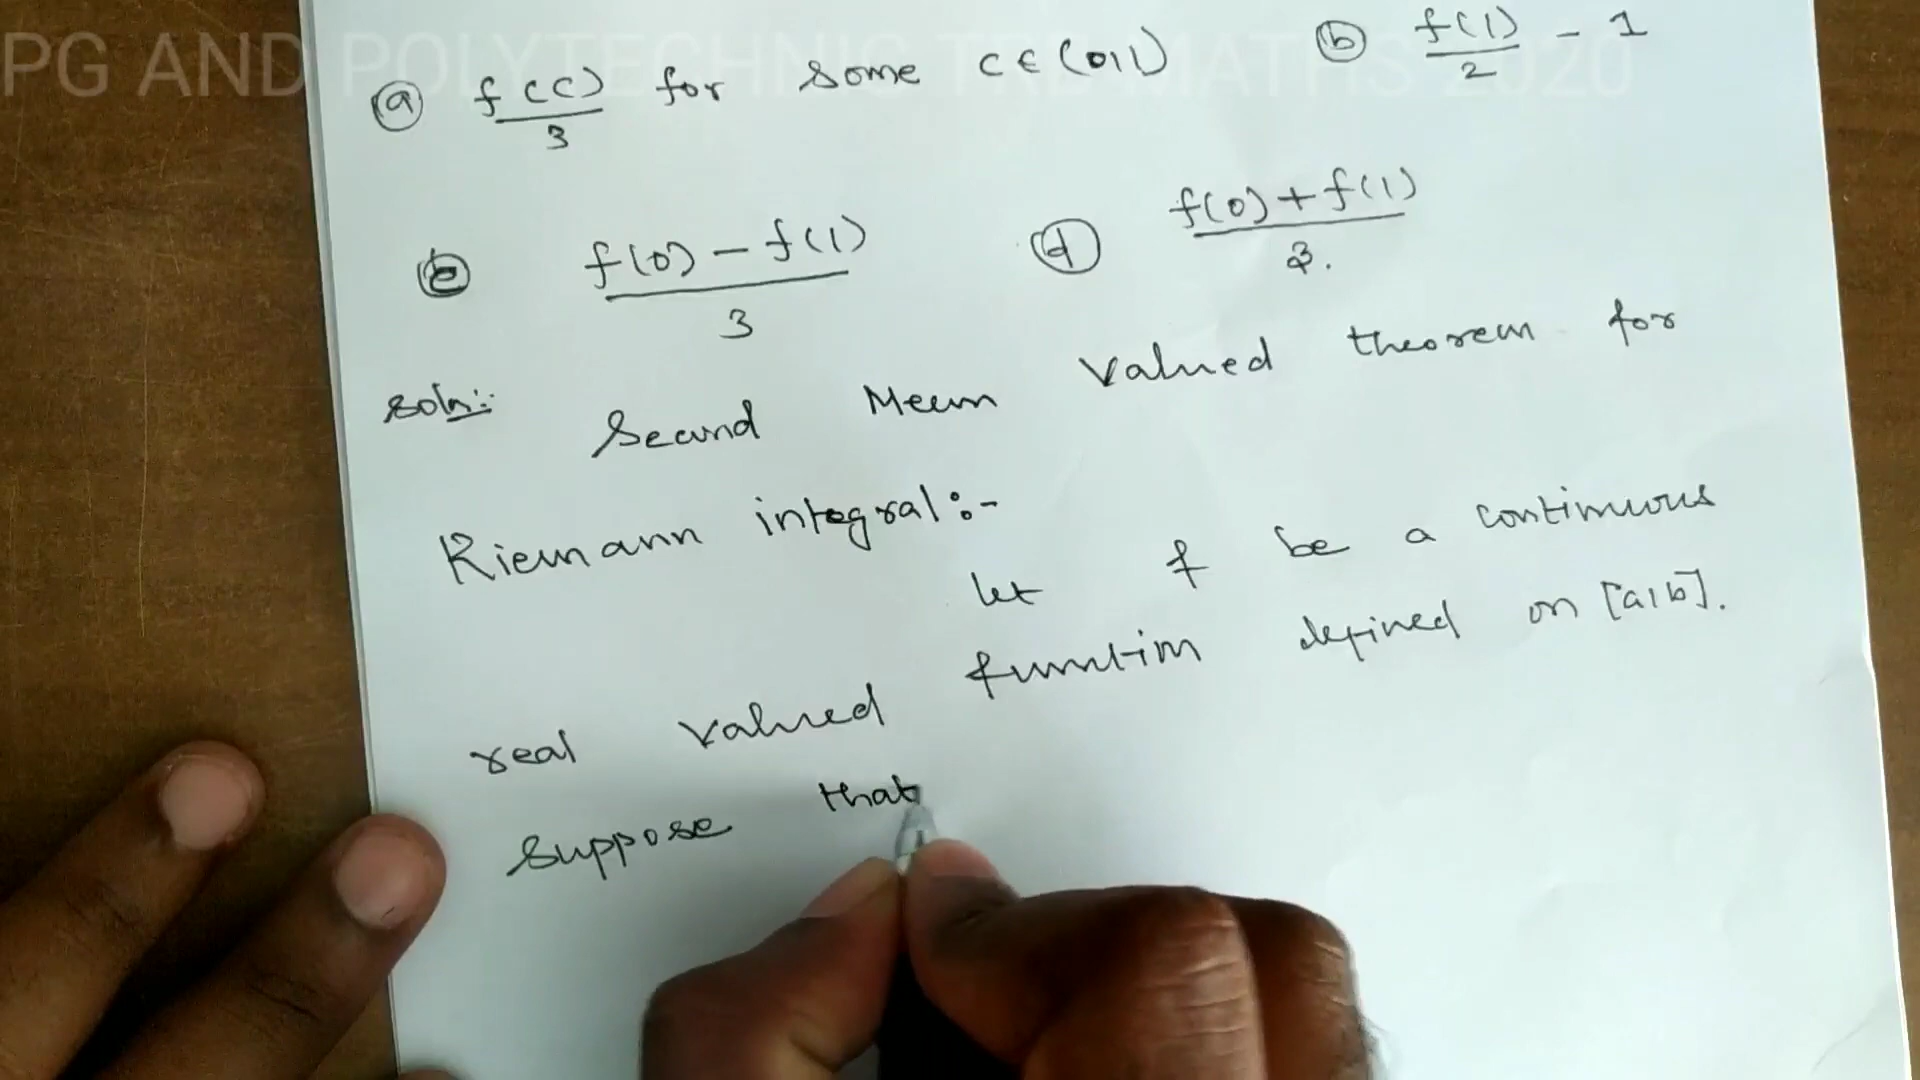 PG AND POLYTECHNIC TRB MATHS 2020
(a) f(c)/3 for some c∈(0,1) (b) f(1)/2 - 1
(c) f(0) - f(1)/3 (d) f(0) + f(1)/3.
Soln:- Second Mean Valued theorem for
Riemann integral:-
let f be a continuous
real valued function defined on [a,b].
suppose that